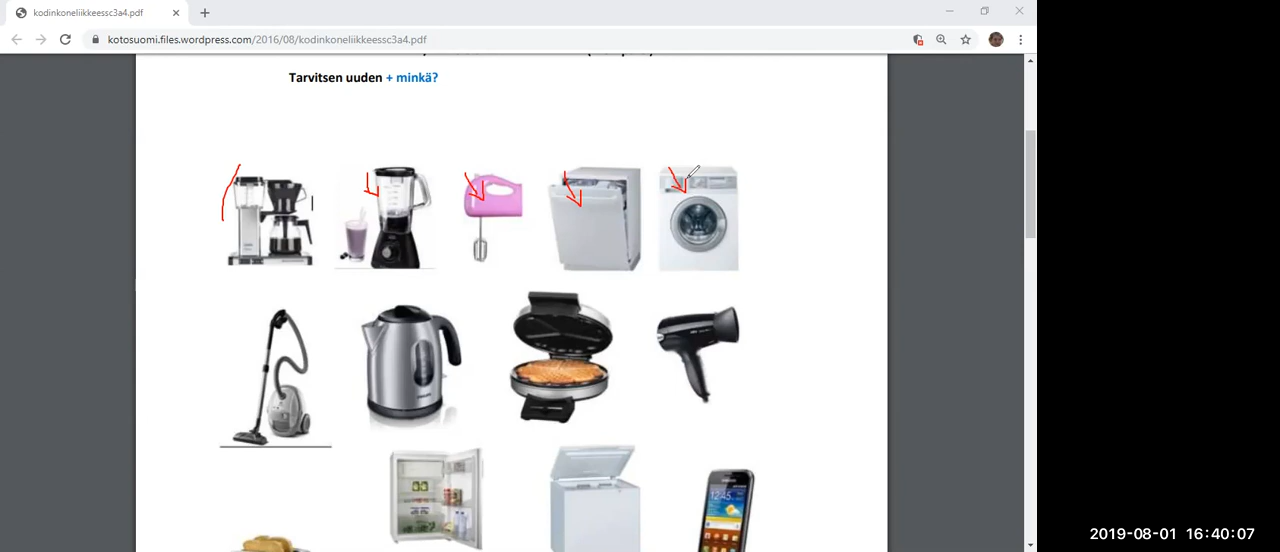 kodinkoneliikkeessc3a4.pdf
kotosuomi.files.wordpress.com/2016/08/kodinkoneliikkeessc3a4.pdf
Tarvitsen uuden + minkä?
2019-08-01 16:40:07